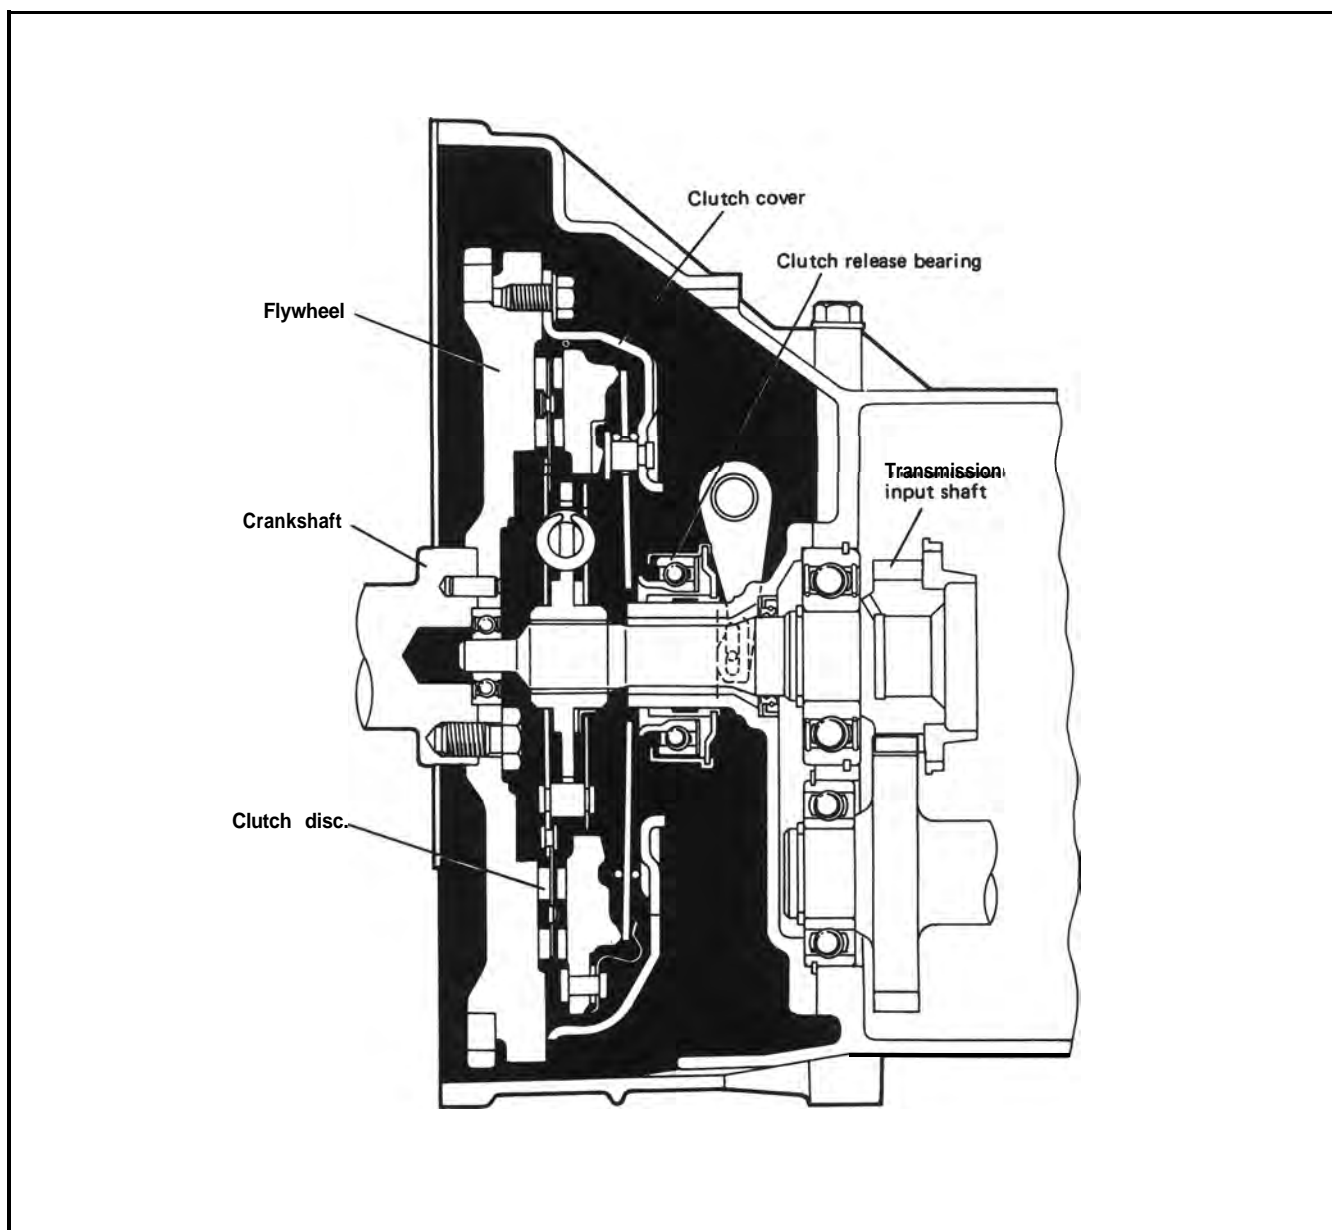 Clutch cover
Clutch release bearing
Flywheel
Transmission
input shaft
Crankshaft
Clutch disc.